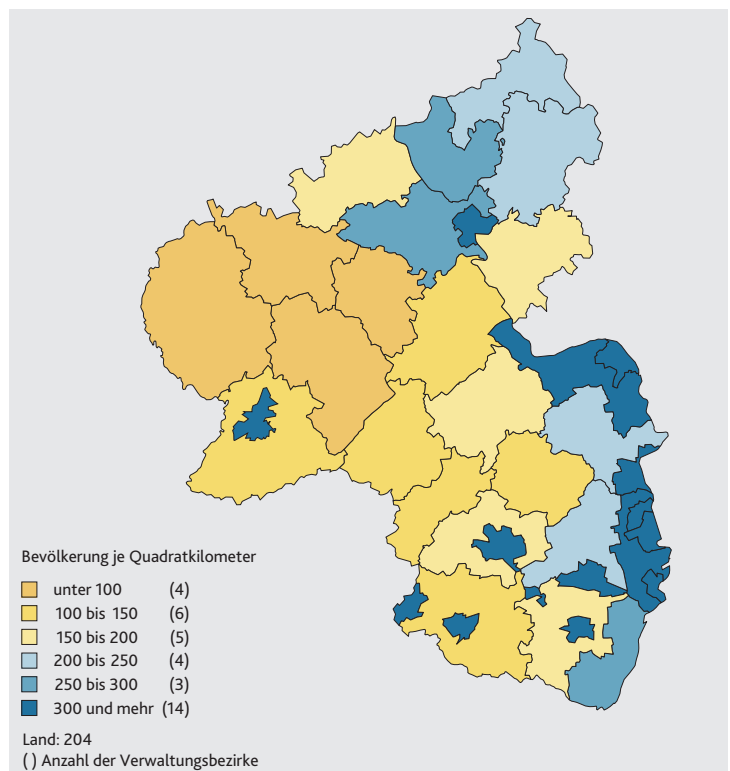 Bevölkerung je Quadratkilometer
unter 100 (4)
100 bis 150 (6)
150 bis 200 (5)
200 bis 250 (4)
250 bis 300 (3)
300 und mehr (14)
Land: 204
( ) Anzahl der Verwaltungsbezirke